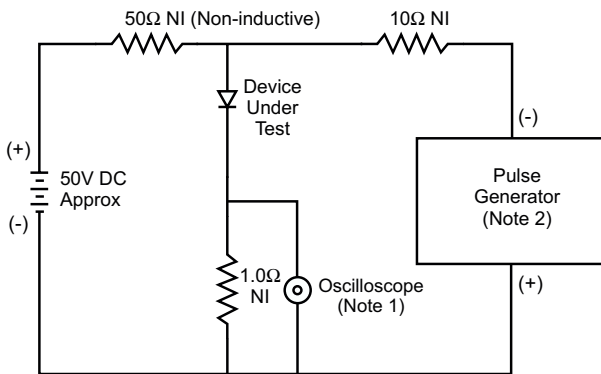 50Ω NI (Non-inductive)
10Ω NI
Device
Under
Test
(-)
(+)
50V DC
Approx
(-)
Pulse
Generator
(Note 2)
1.0Ω
NI
Oscilloscope
(Note 1)
(+)